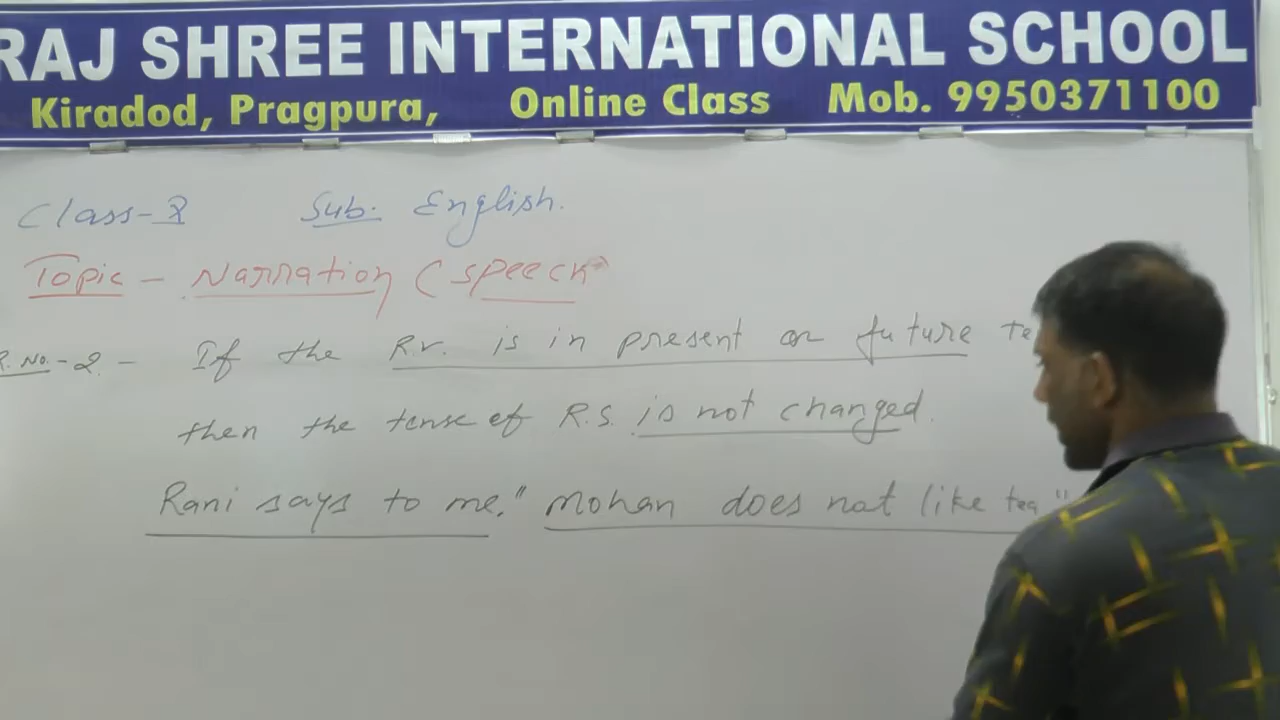 RAJ SHREE INTERNATIONAL SCHOOL
Kiradod, Pragpura, Online Class Mob. 9950371100
Class-X Sub. English.
Topic - Narration (speech
R. No.-2 - If the R.V. is in present or future te
then the tense of R.S. is not changed.
Rani says to me, "Mohan does not like tea"